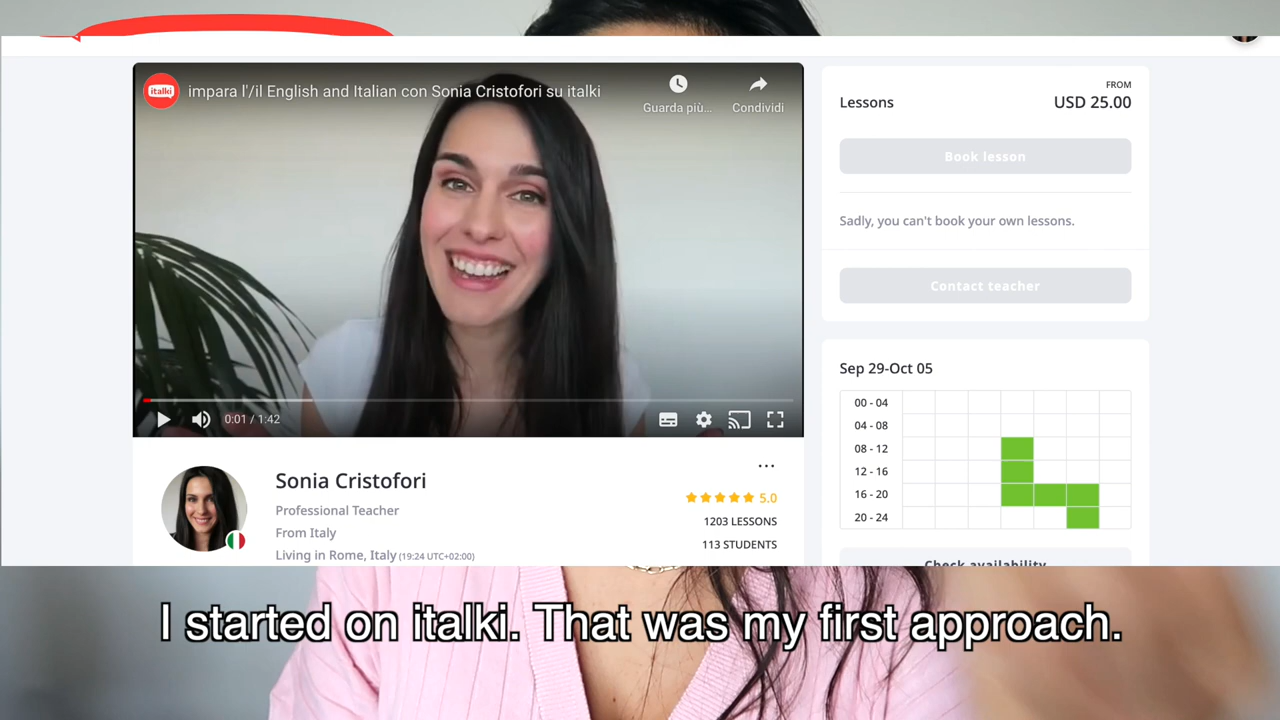 italki
impara l'/il English and Italian con Sonia Cristofori su italki
Guarda più...
Condividi
0:01 / 1:42
Sonia Cristofori
Professional Teacher
From Italy
Living in Rome, Italy (19:24 UTC+02:00)
5.0
1203 LESSONS
113 STUDENTS
Lessons
FROM
USD 25.00
Book lesson
Sadly, you can't book your own lessons.
Contact teacher
Sep 29-Oct 05
00 - 04
04 - 08
08 - 12
12 - 16
16 - 20
20 - 24
Check availability
I started on italki. That was my first approach.